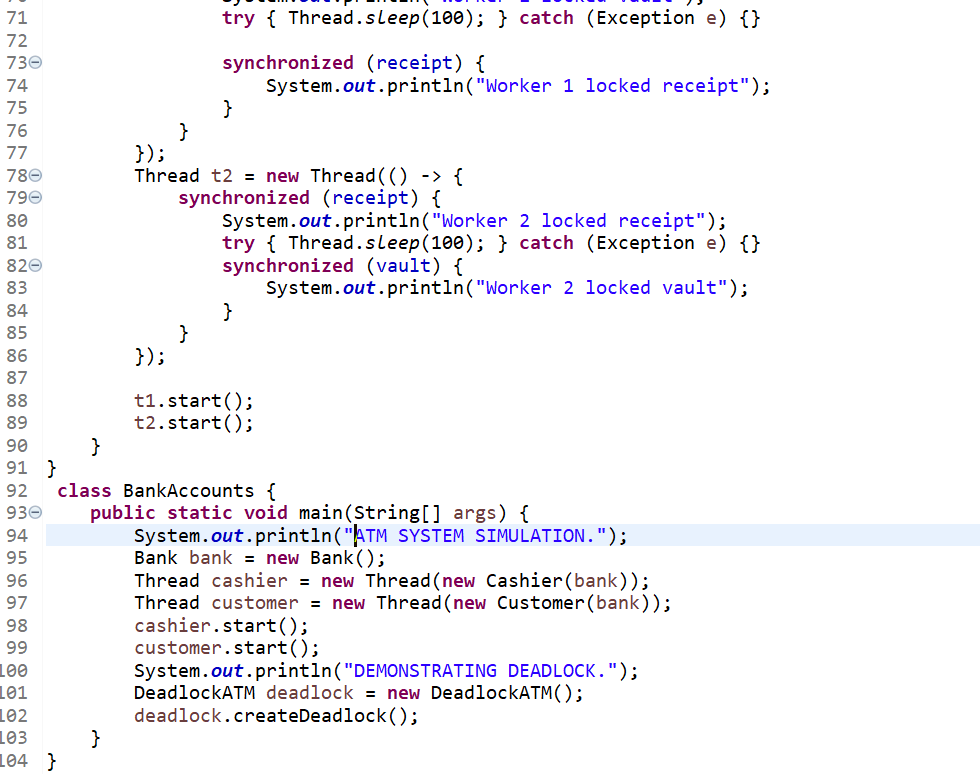 71 try { Thread.sleep(100); } catch (Exception e) {}
72
73 synchronized (receipt) {
74 System.out.println("Worker 1 locked receipt");
75 }
76 }
77 });
78 Thread t2 = new Thread(() -> {
79 synchronized (receipt) {
80 System.out.println("Worker 2 locked receipt");
81 try { Thread.sleep(100); } catch (Exception e) {}
82 synchronized (vault) {
83 System.out.println("Worker 2 locked vault");
84 }
85 }
86 });
87
88 t1.start();
89 t2.start();
90 }
91 }
92 class BankAccounts {
93 public static void main(String[] args) {
94 System.out.println("ATM SYSTEM SIMULATION.");
95 Bank bank = new Bank();
96 Thread cashier = new Thread(new Cashier(bank));
97 Thread customer = new Thread(new Customer(bank));
98 cashier.start();
99 customer.start();
100 System.out.println("DEMONSTRATING DEADLOCK.");
101 DeadlockATM deadlock = new DeadlockATM();
102 deadlock.createDeadlock();
103 }
104 }